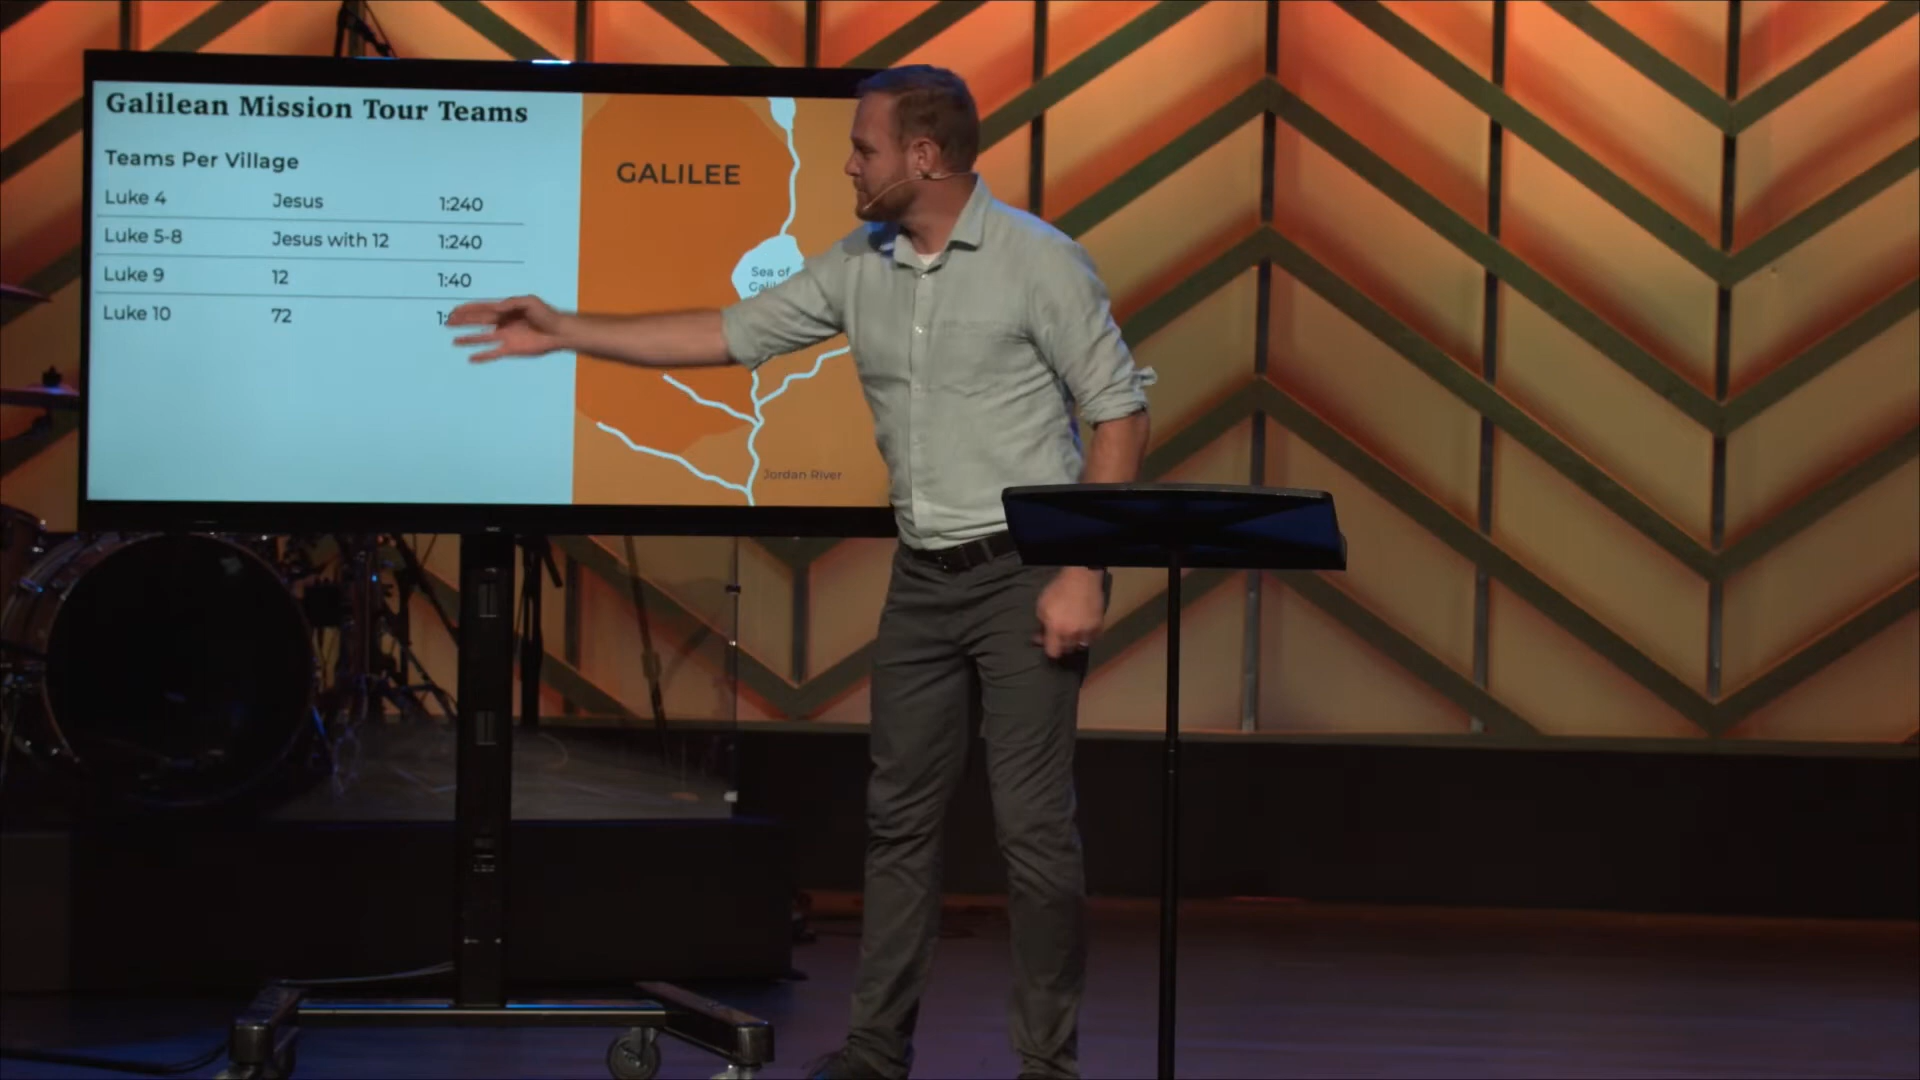 Galilean Mission Tour Teams
Teams Per Village
Luke 4 Jesus 1:240
Luke 5-8 Jesus with 12 1:240
Luke 9 12 1:40
Luke 10 72
GALILEE
Sea of
Jordan River